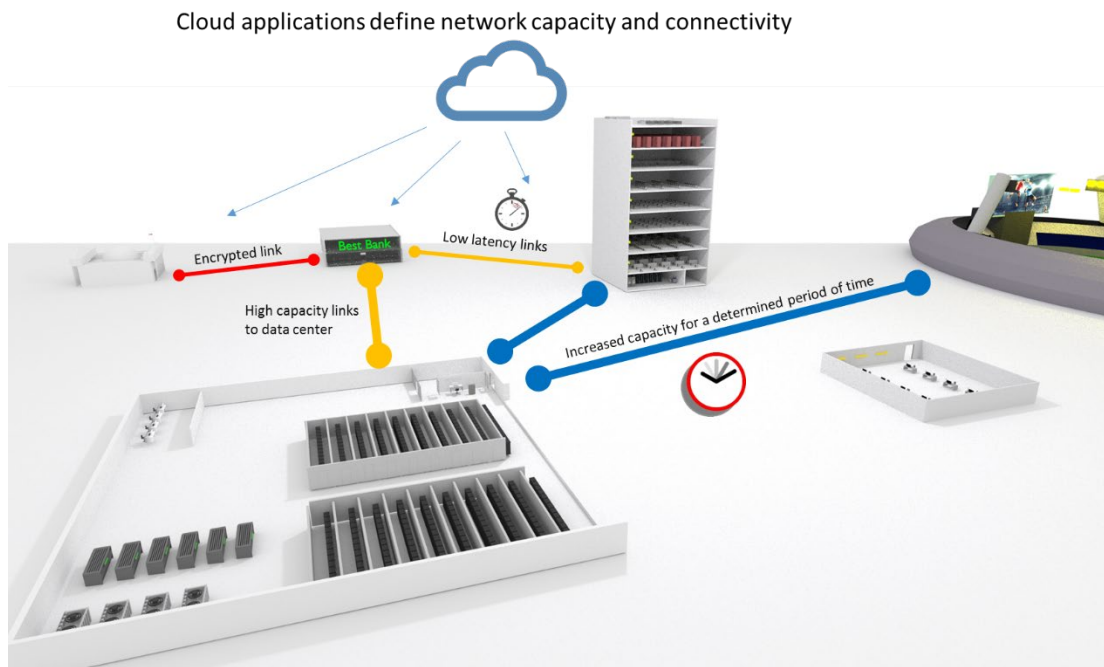 Cloud applications define network capacity and connectivity
Best Bank
Encrypted link
Low latency links
High capacity links
to data center
Increased capacity for a determined period of time